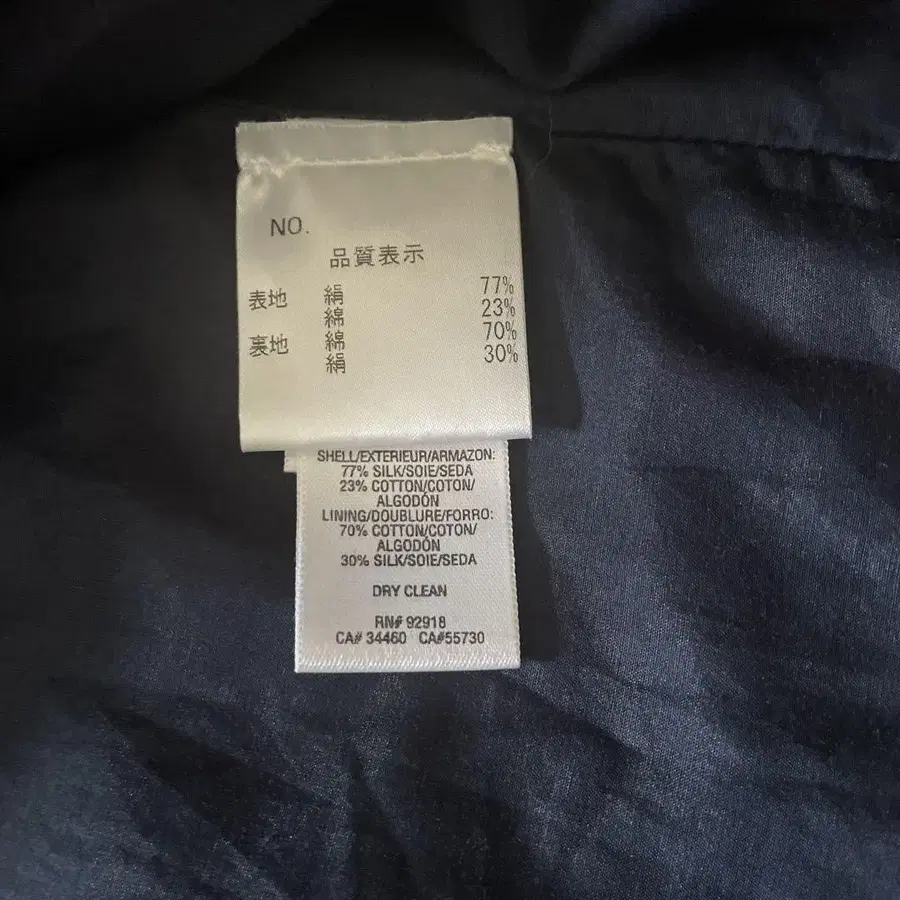 NO.
品質表示
表地 絹 77%
綿 23%
裏地 綿 70%
絹 30%
SHELL/EXTERIEUR/ARMAZON:
77% SILK/SOIE/SEDA
23% COTTON/COTON/
ALGODÓN
LINING/DOUBLURE/FORRO:
70% COTTON/COTON/
ALGODÓN
30% SILK/SOIE/SEDA
DRY CLEAN
RN# 92918
CA# 34460 CA#55730